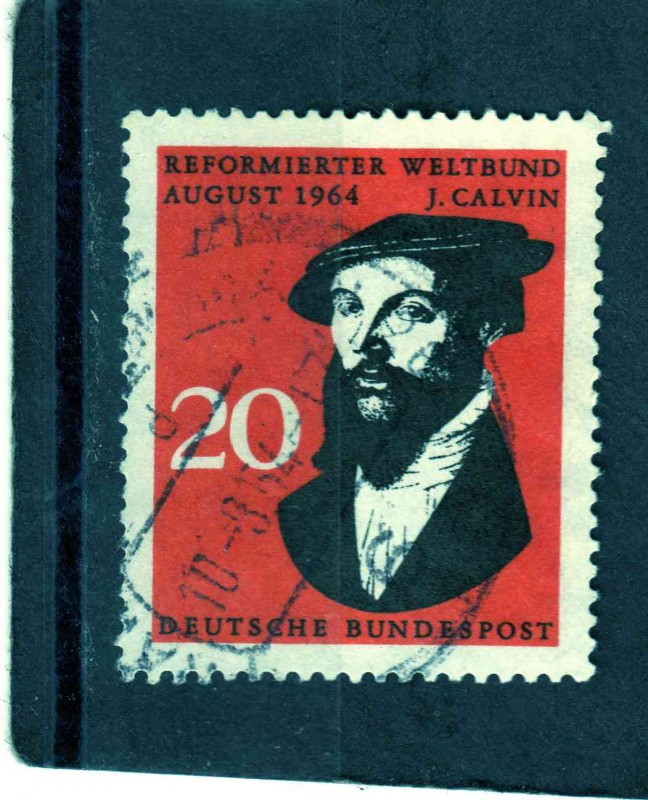 REFORMIERTER WELTBUND
AUGUST 1964 J. CALVIN
20
DEUTSCHE BUNDESPOST